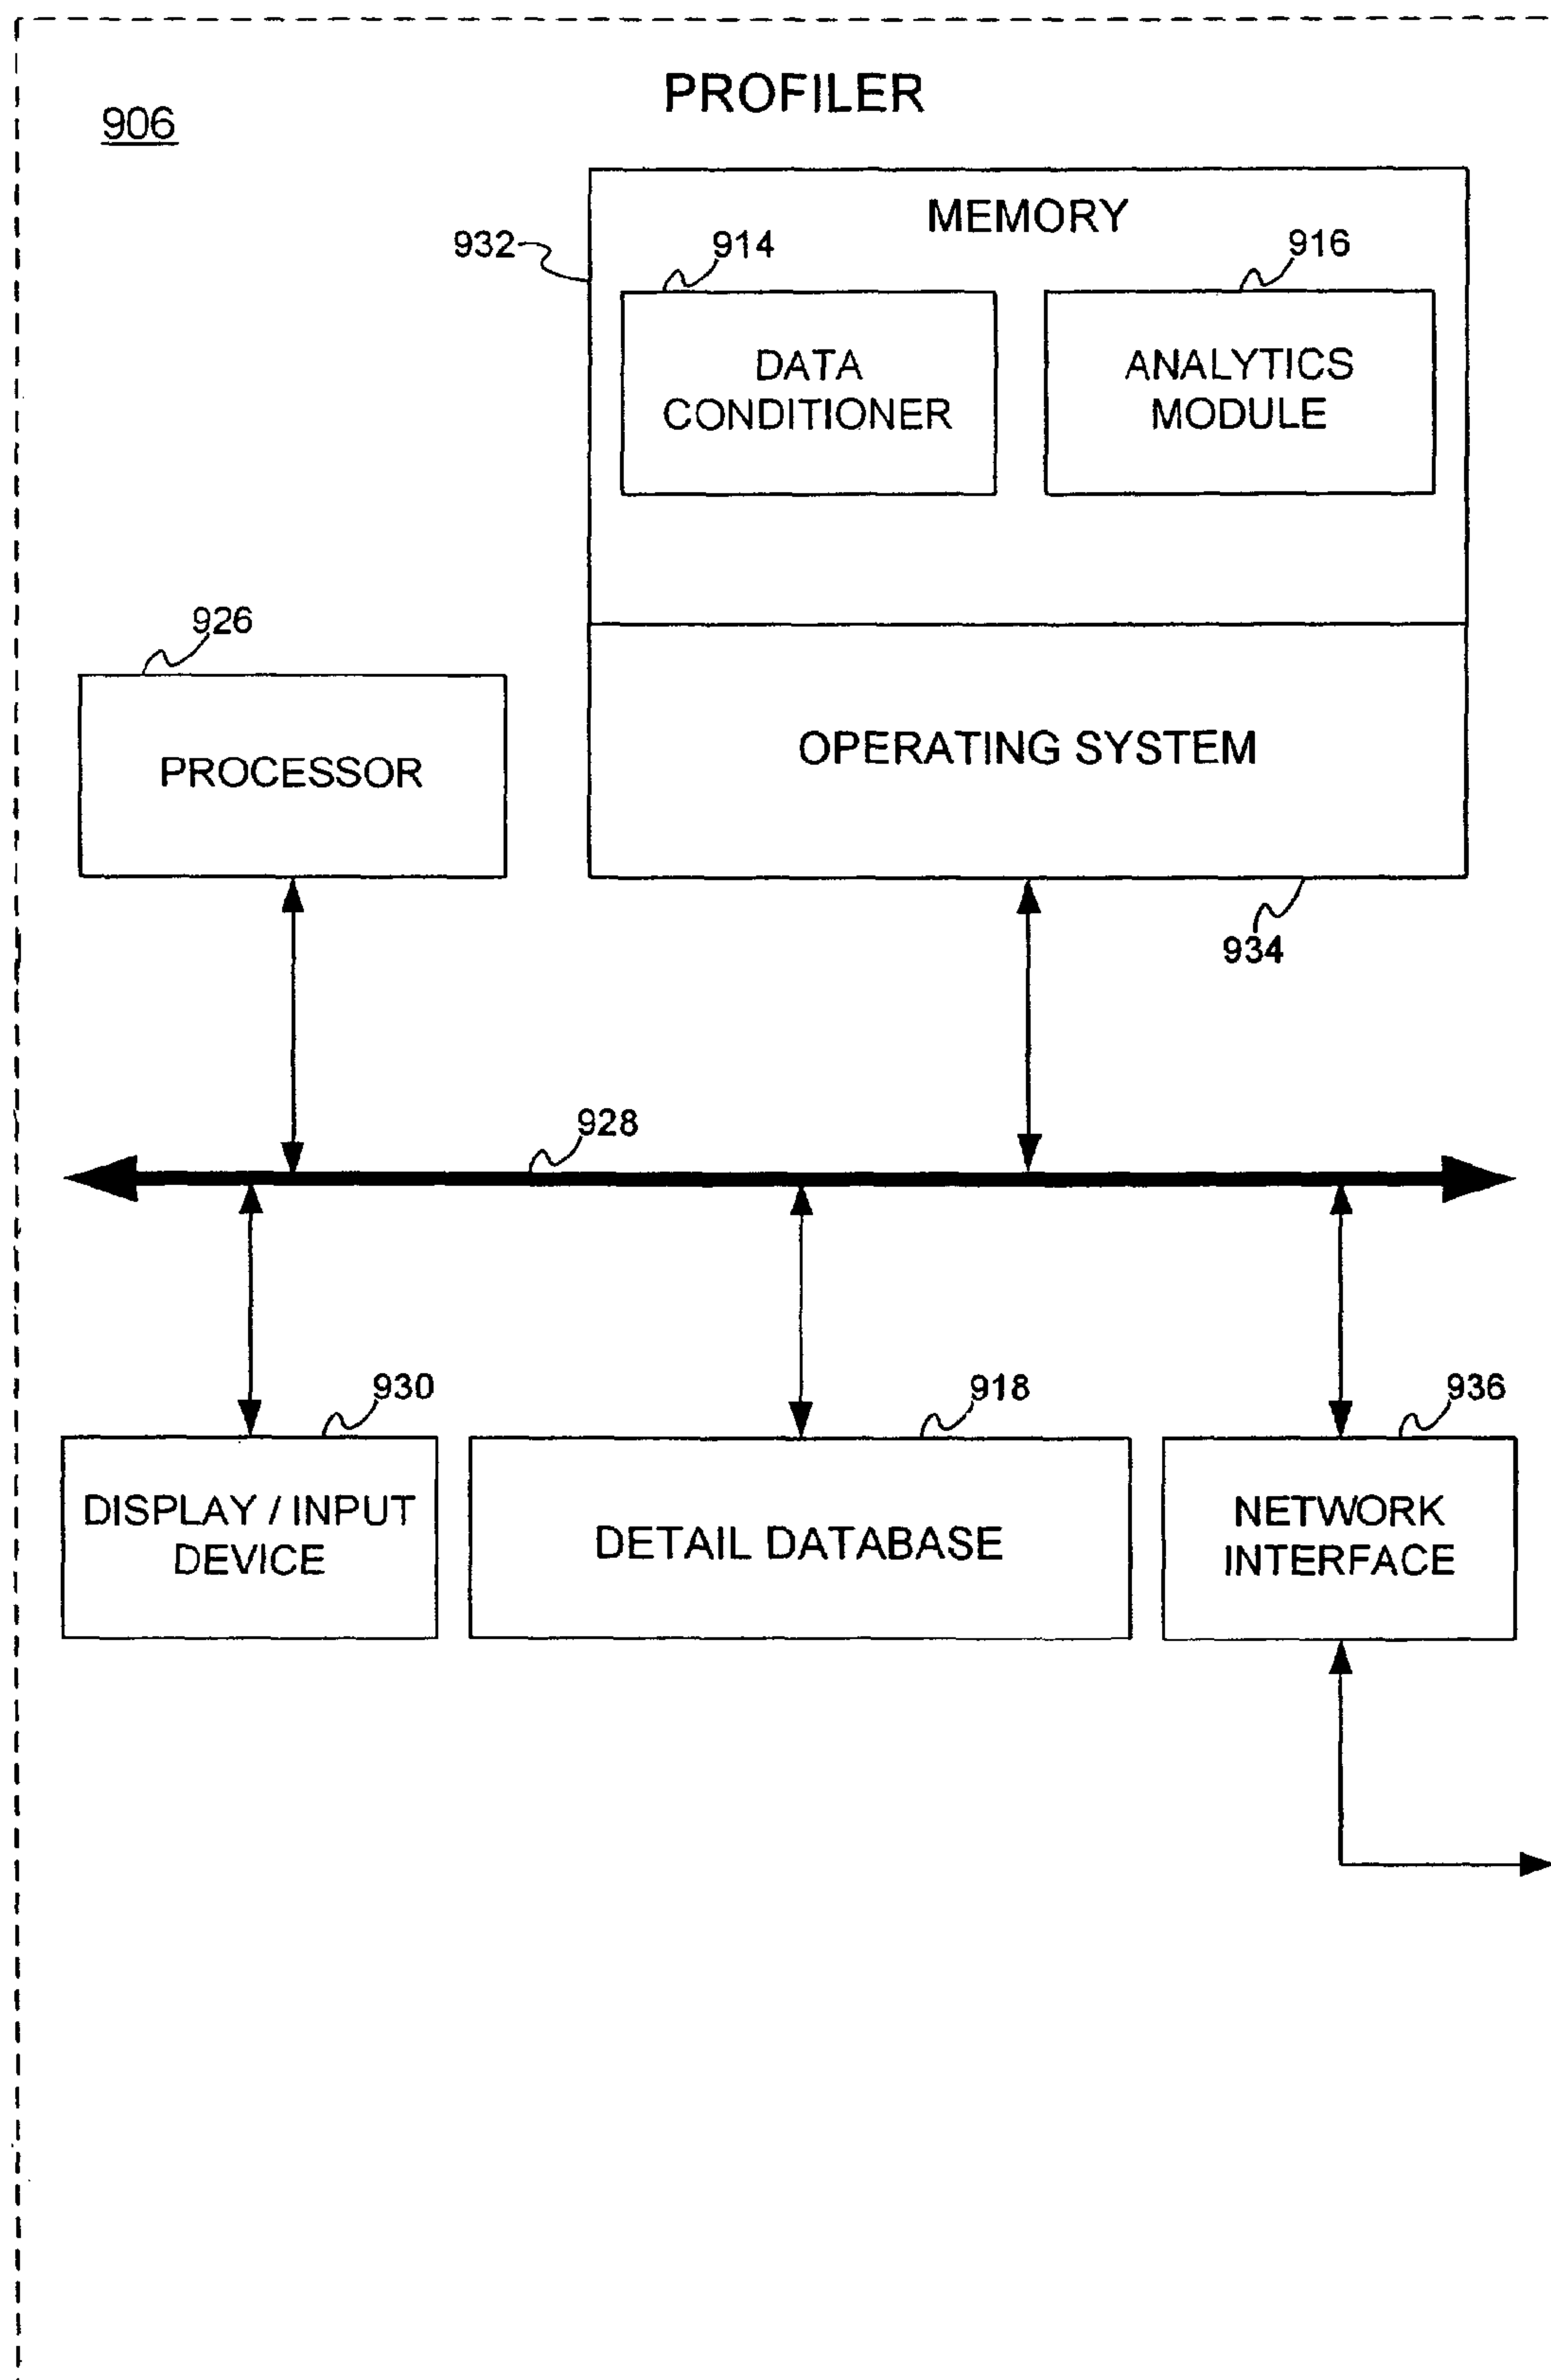 PROFILER
906
MEMORY
932
914
916
DATA
CONDITIONER
ANALYTICS
MODULE
926
PROCESSOR
OPERATING SYSTEM
934
928
930
918
936
DISPLAY / INPUT
DEVICE
DETAIL DATABASE
NETWORK
INTERFACE